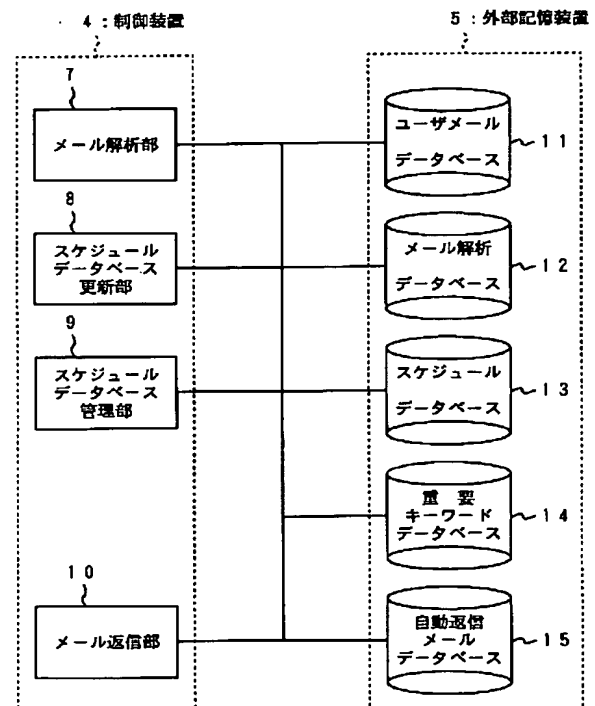 4：制御装置
5：外部記憶装置
7
メール解析部
8
スケジュール
データベース
更新部
9
スケジュール
データベース
管理部
10
メール返信部
ユーザメール
データベース
11
メール解析
データベース
12
スケジュール
データベース
13
重要
キーワード
データベース
14
自動返信
メール
データベース
15